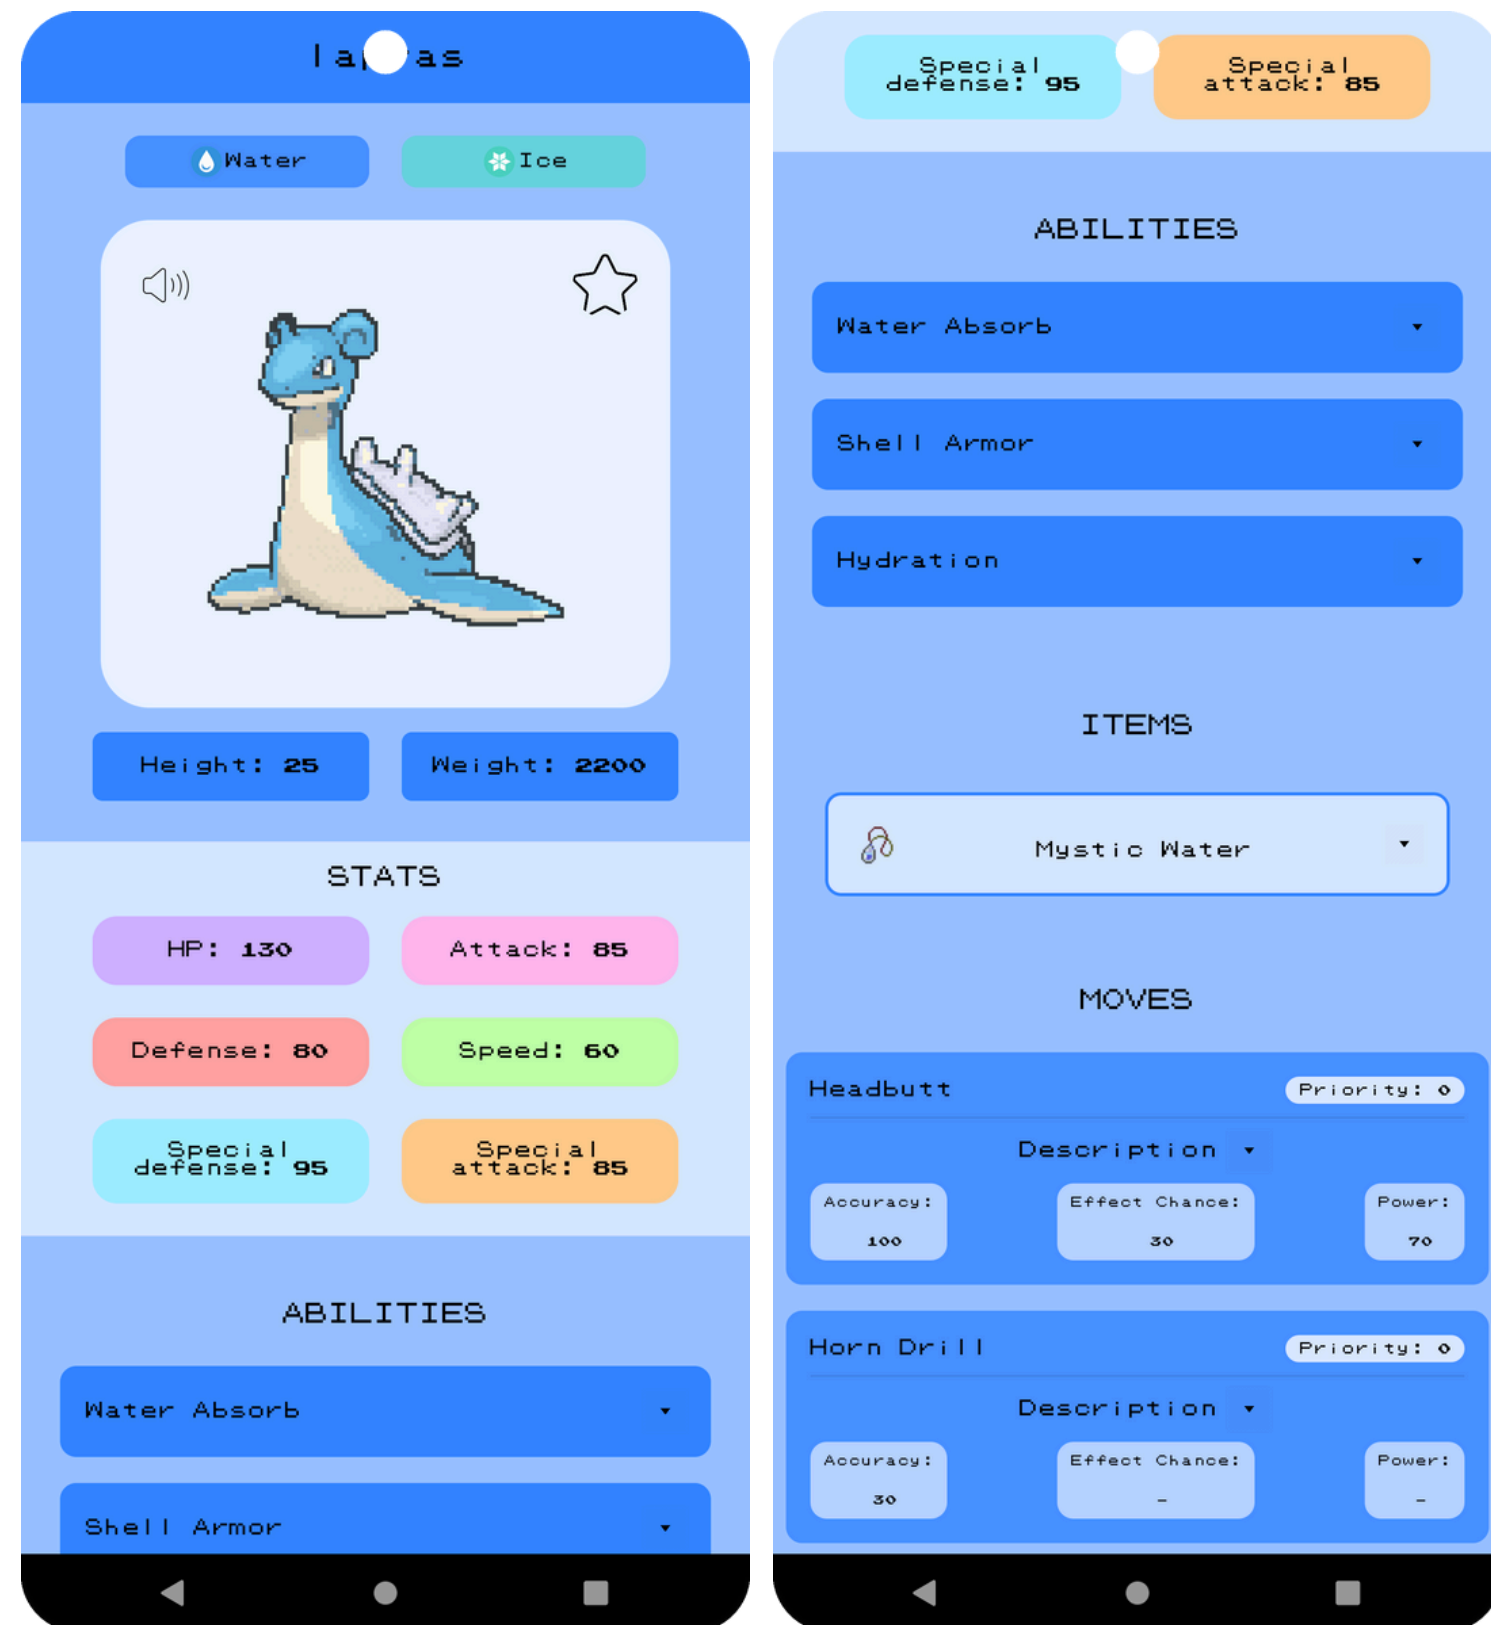 Water
Ice
Height: 25
Weight: 2200
STATS
HP: 130
Attack: 85
Defense: 80
Speed: 60
Special
defense: 95
Special
attack: 85
ABILITIES
Water Absorb
Shell Armor
Special
defense: 95
Special
attack: 85
ABILITIES
Water Absorb
Shell Armor
Hydration
ITEMS
Mystic Water
MOVES
Headbutt
Priority: 0
Description
Accuracy:
100
Effect Chance:
30
Power:
70
Horn Drill
Priority: 0
Description
Accuracy:
30
Effect Chance:
-
Power:
-